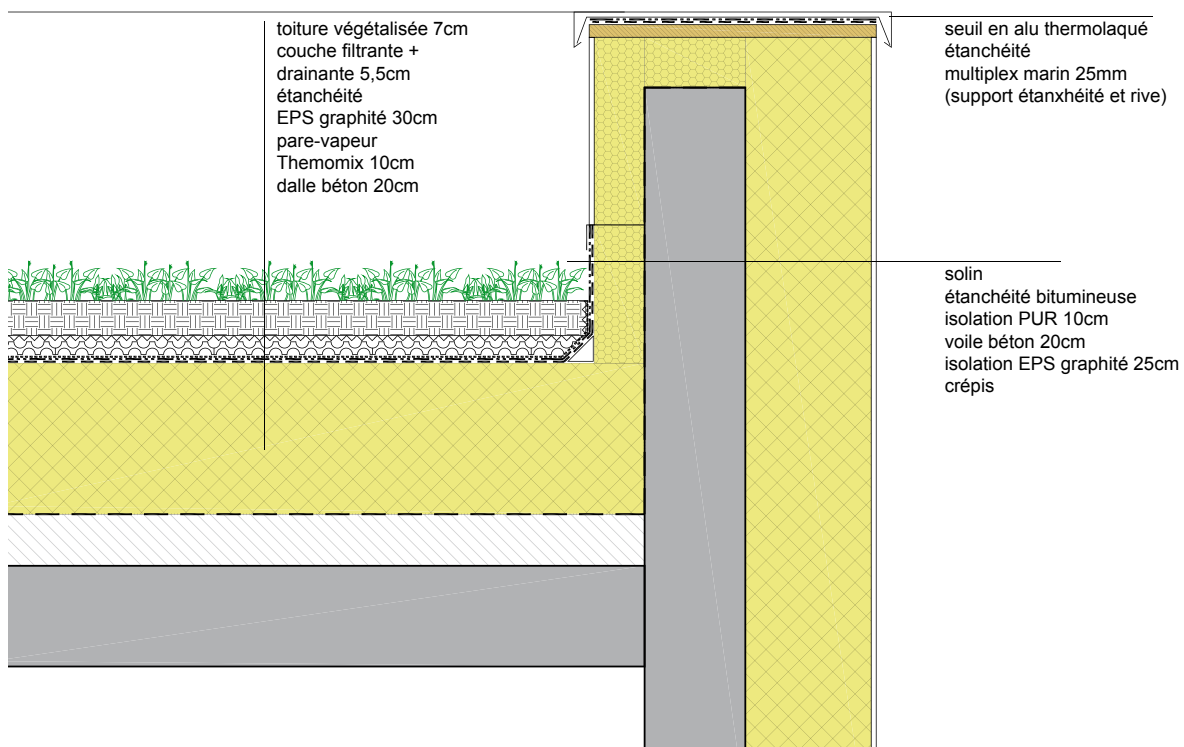 toiture végétalisée 7cm
couche filtrante +
drainante 5,5cm
étanchéité
EPS graphité 30cm
pare-vapeur
Themomix 10cm
dalle béton 20cm
seuil en alu thermolaqué
étanchéité
multiplex marin 25mm
(support étanxhéité et rive)
solin
étanchéité bitumineuse
isolation PUR 10cm
voile béton 20cm
isolation EPS graphité 25cm
crépis